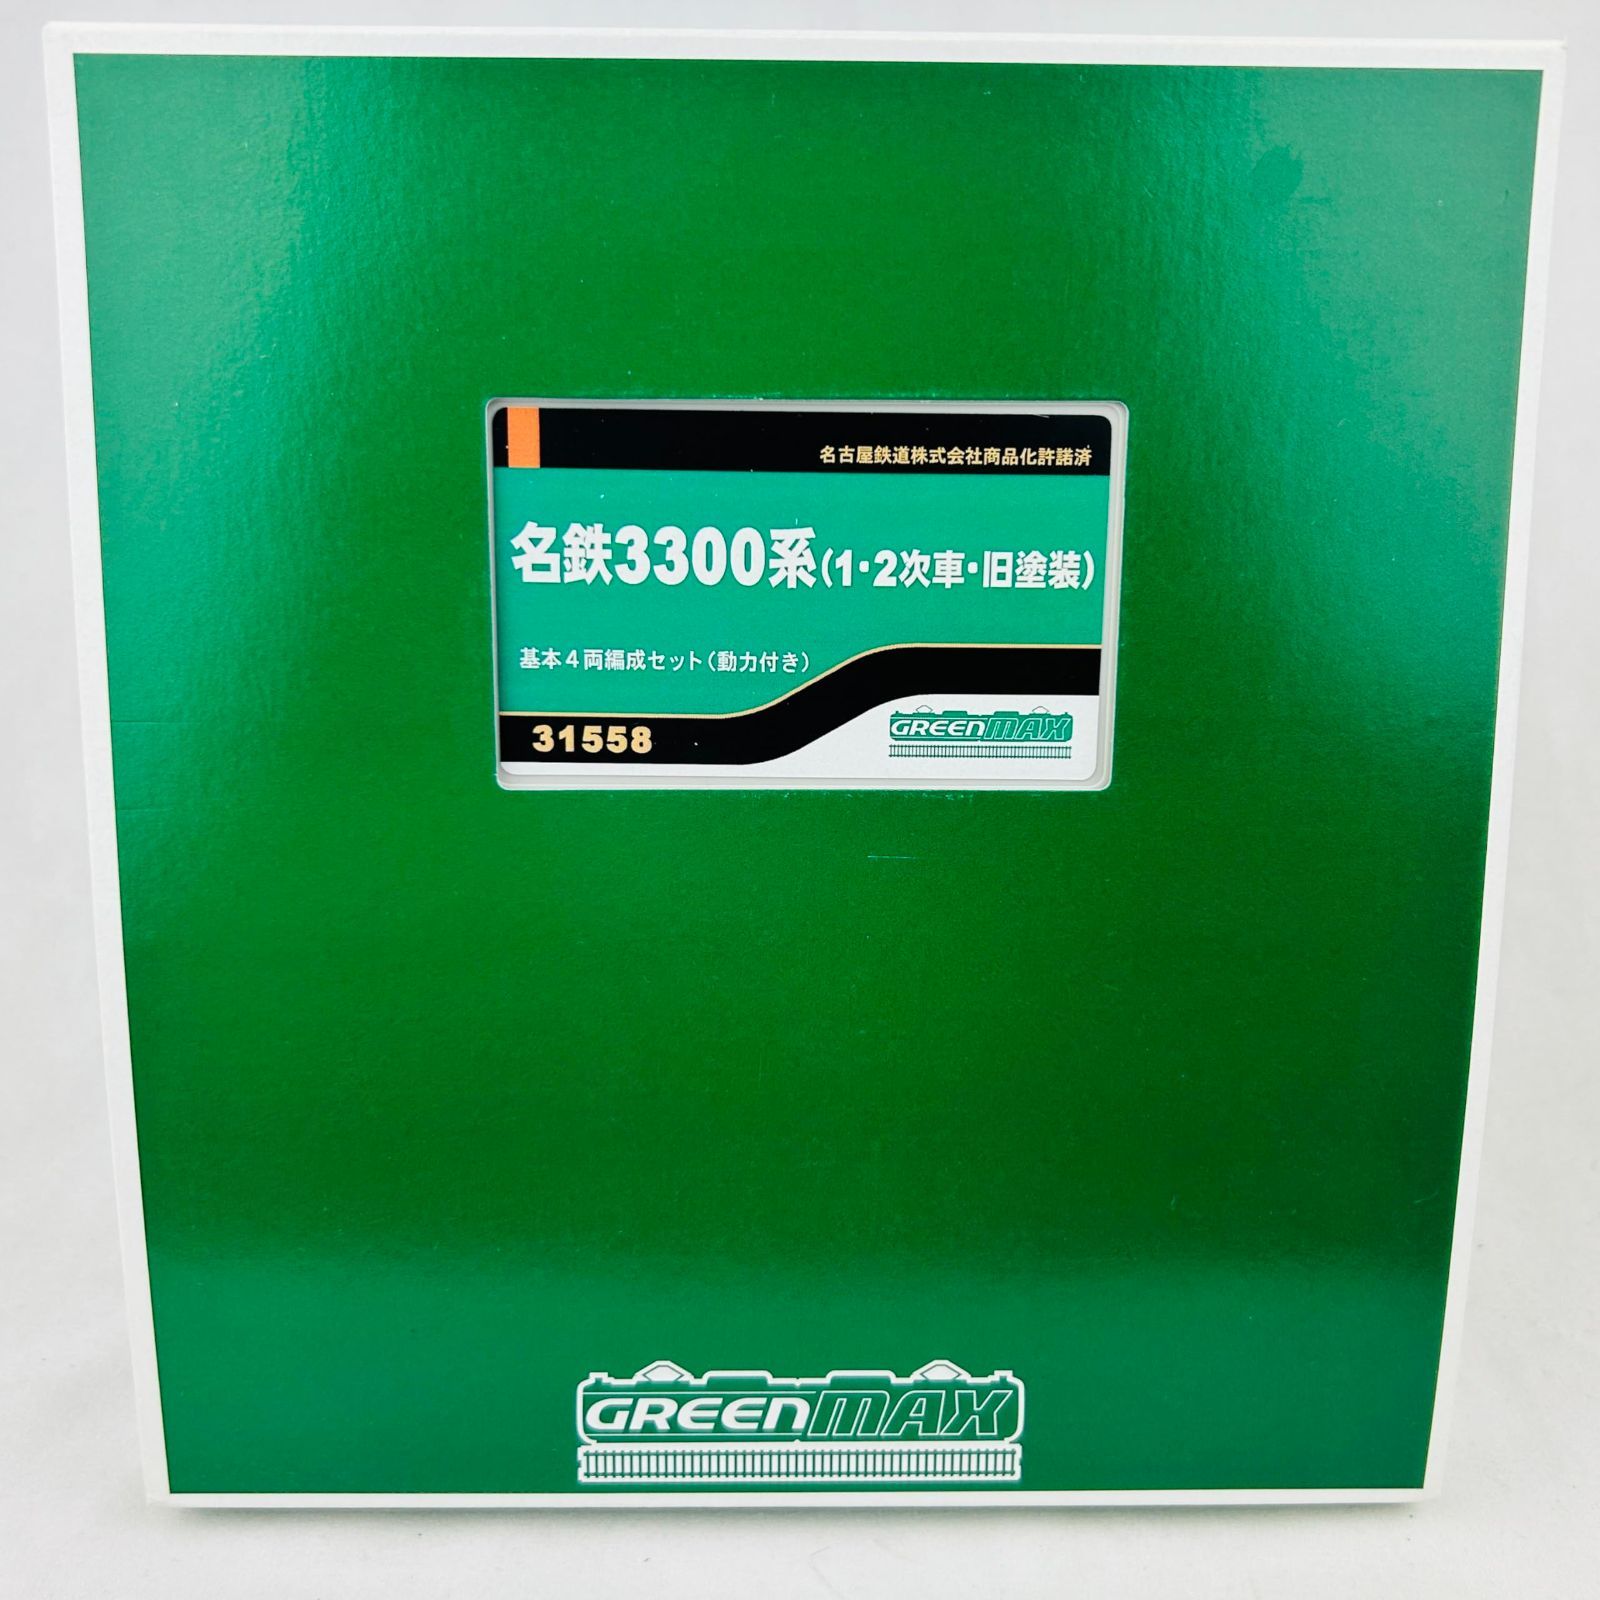 名古屋鉄道株式会社商品化許諾済
名鉄3300系(1・2次車・旧塗装)
基本4両編成セット(動力付き)
31558
GREENMAX
GREENMAX